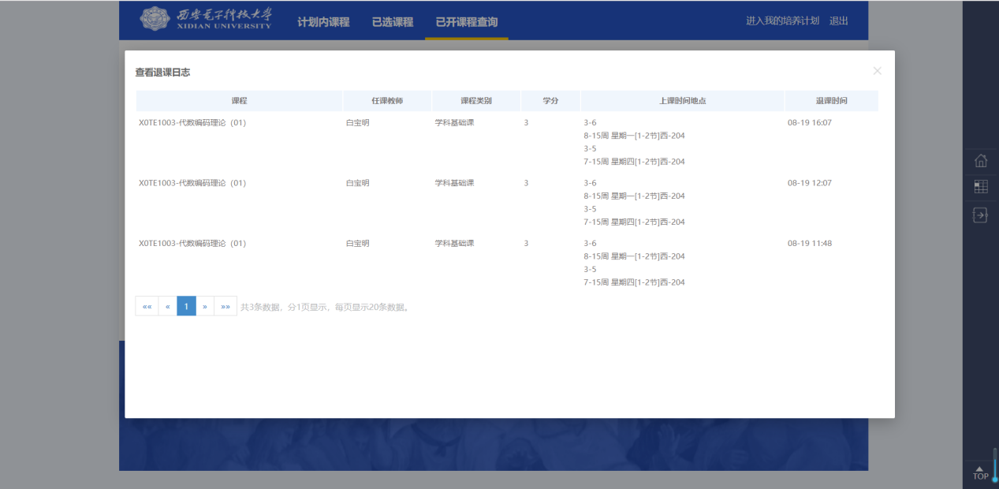 西安电子科技大学
XIDIAN UNIVERSITY
计划内课程 已选课程 已开课程查询 进入我的培养计划 退出
查看退课日志
课程 任课教师 课程类别 学分 上课时间地点 退课时间
X0TE1003-代数编码理论（01） 白宝明 学科基础课 3 3-6 08-19 16:07
8-15周 星期一[1-2节]西-204
3-5
7-15周 星期四[1-2节]西-204
X0TE1003-代数编码理论（01） 白宝明 学科基础课 3 3-6 08-19 12:07
8-15周 星期一[1-2节]西-204
3-5
7-15周 星期四[1-2节]西-204
X0TE1003-代数编码理论（01） 白宝明 学科基础课 3 3-6 08-19 11:48
8-15周 星期一[1-2节]西-204
3-5
7-15周 星期四[1-2节]西-204
«« « 1 » »» 共3条数据，分1页显示，每页显示20条数据。
TOP